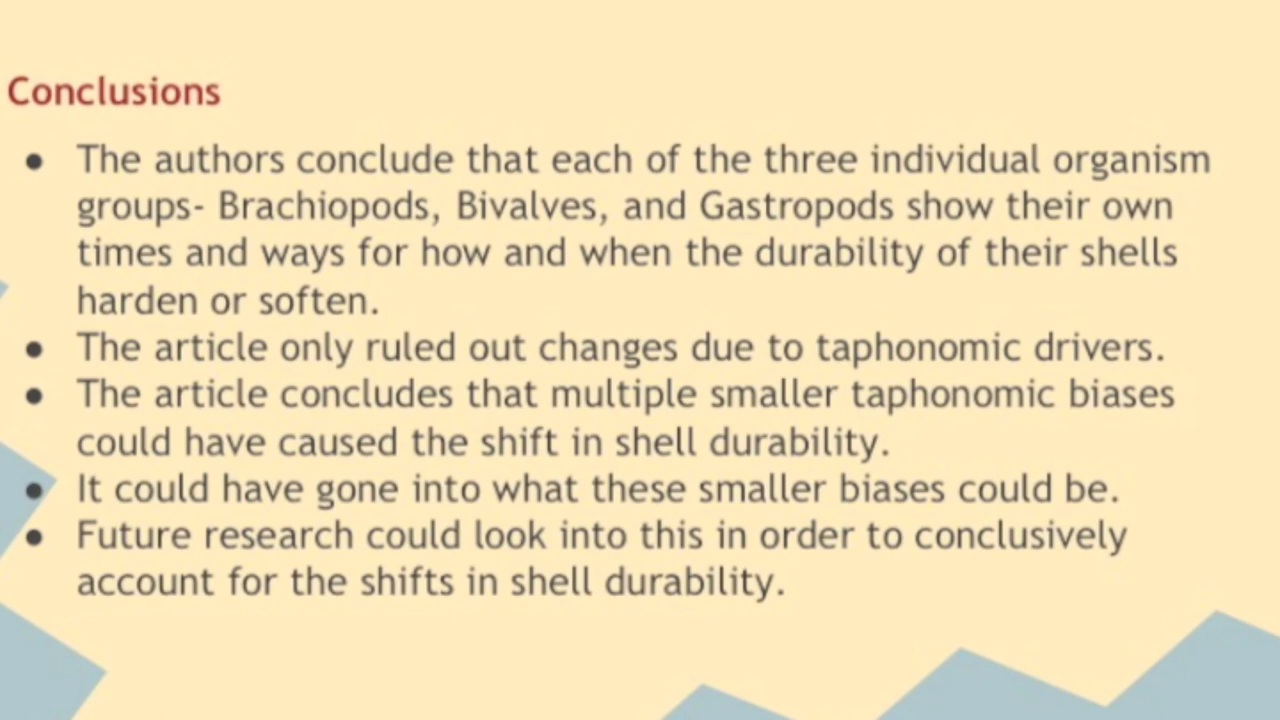 Conclusions
● The authors conclude that each of the three individual organism
groups- Brachiopods, Bivalves, and Gastropods show their own
times and ways for how and when the durability of their shells
harden or soften.
● The article only ruled out changes due to taphonomic drivers.
● The article concludes that multiple smaller taphonomic biases
could have caused the shift in shell durability.
● It could have gone into what these smaller biases could be.
● Future research could look into this in order to conclusively
account for the shifts in shell durability.